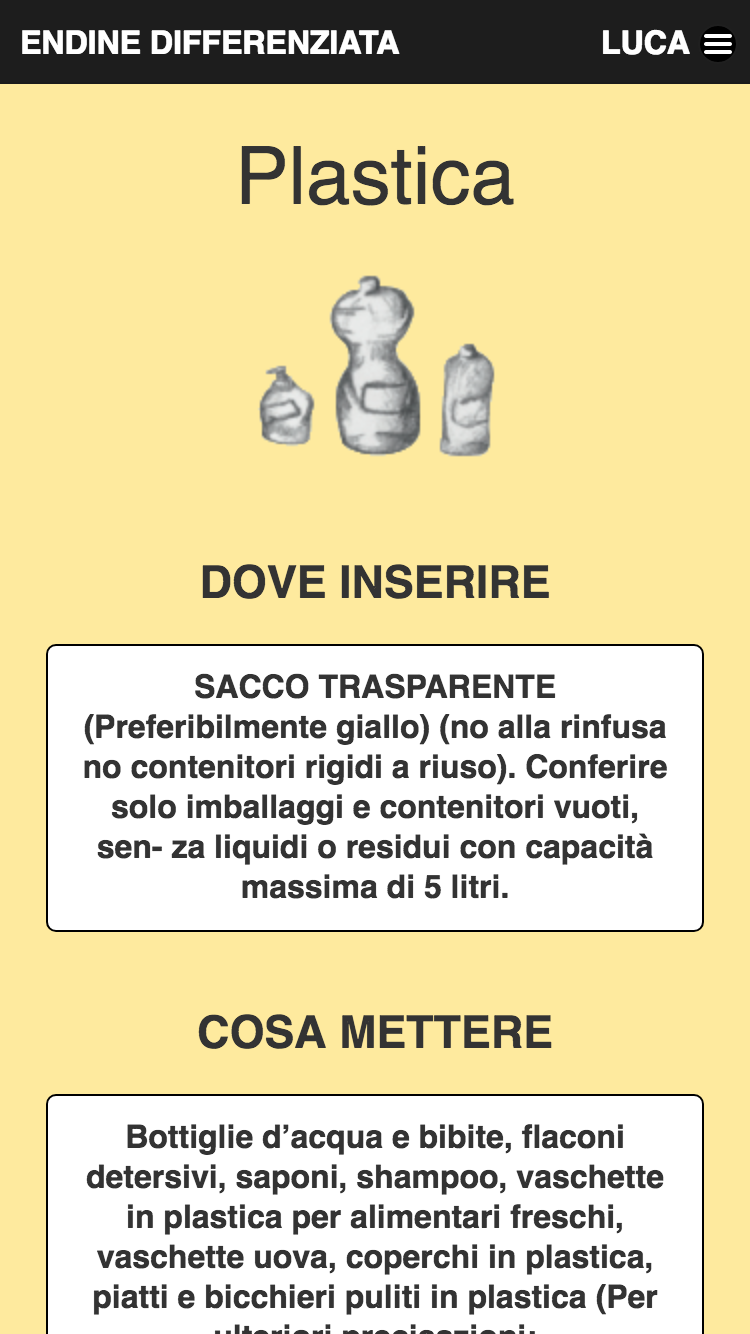 ENDINE DIFFERENZIATA
LUCA
Plastica
DOVE INSERIRE
SACCO TRASPARENTE
(Preferibilmente giallo) (no alla rinfusa
no contenitori rigidi a riuso). Conferire
solo imballaggi e contenitori vuoti,
sen- za liquidi o residui con capacità
massima di 5 litri.
COSA METTERE
Bottiglie d’acqua e bibite, flaconi
detersivi, saponi, shampoo, vaschette
in plastica per alimentari freschi,
vaschette uova, coperchi in plastica,
piatti e bicchieri puliti in plastica (Per
ulteriori precisazioni: